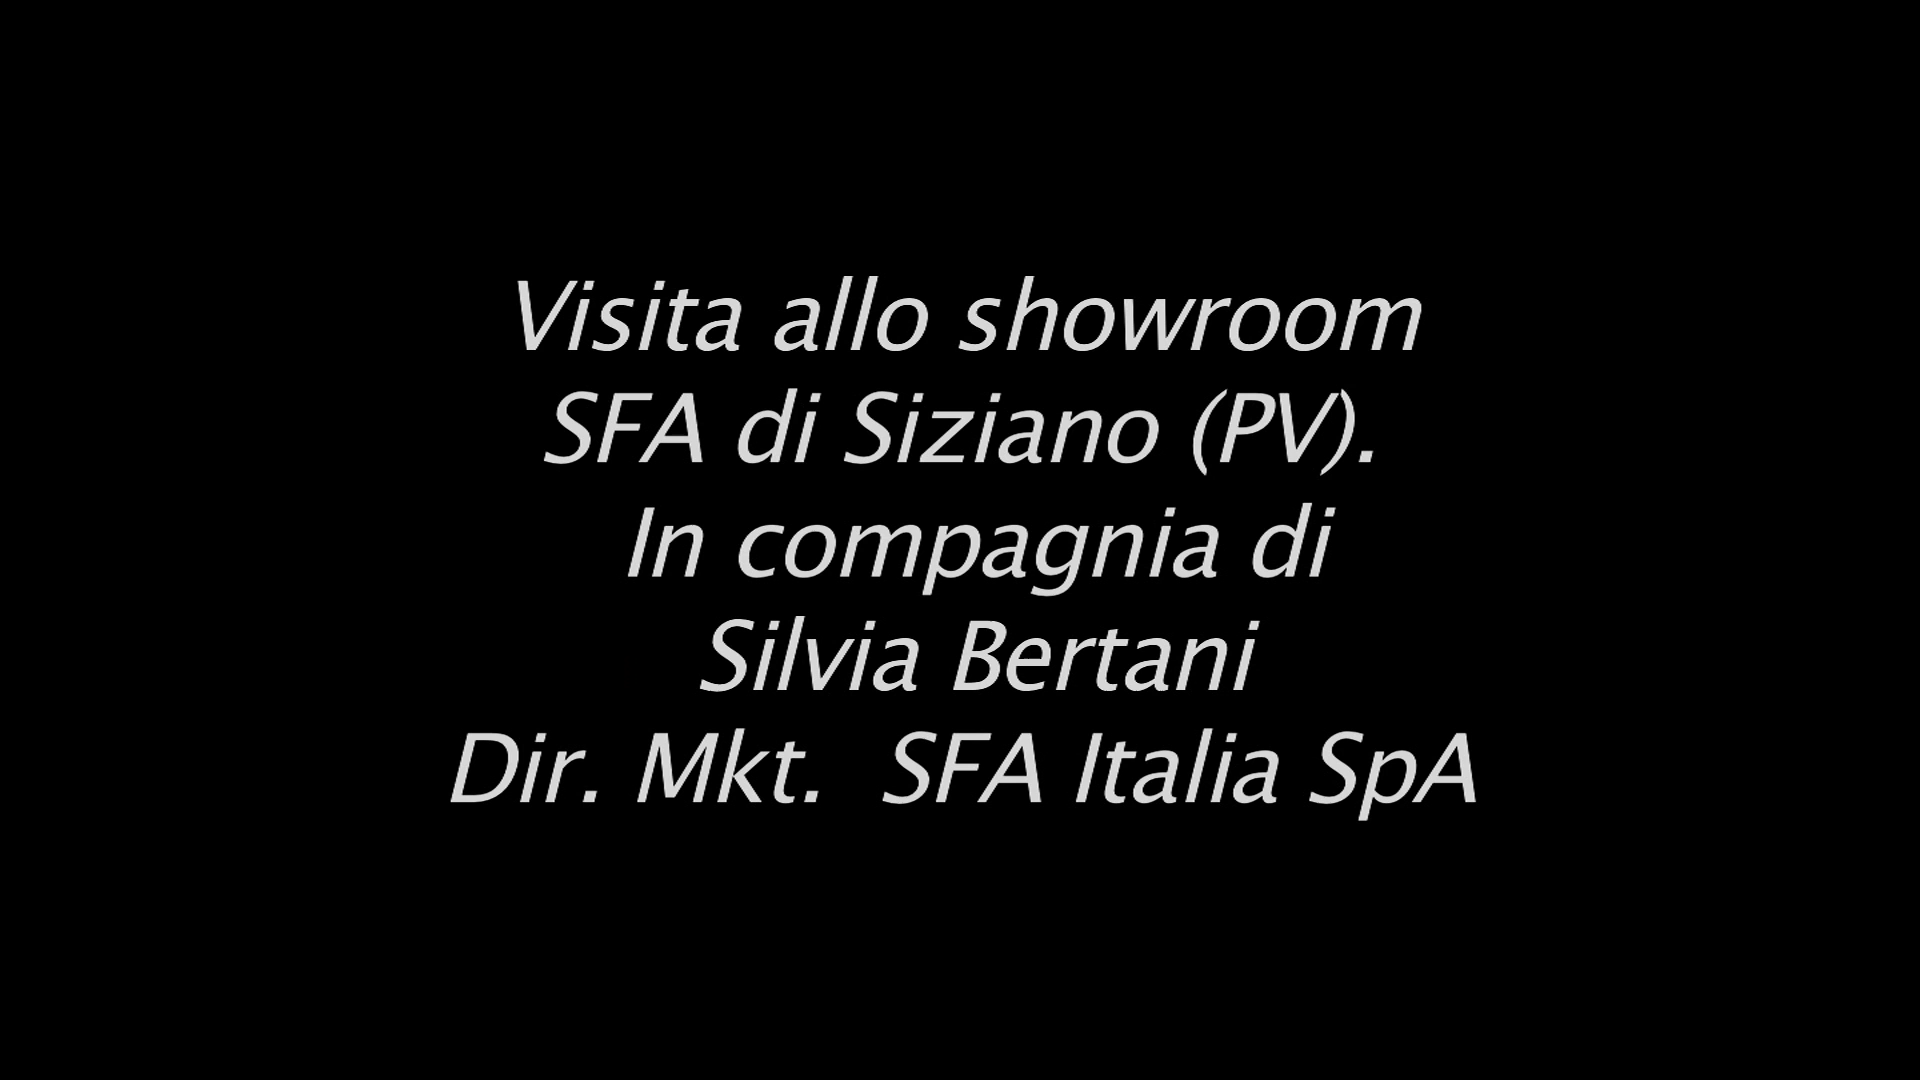 Visita allo showroom
SFA di Siziano (PV).
In compagnia di
Silvia Bertani
Dir. Mkt.  SFA Italia SpA